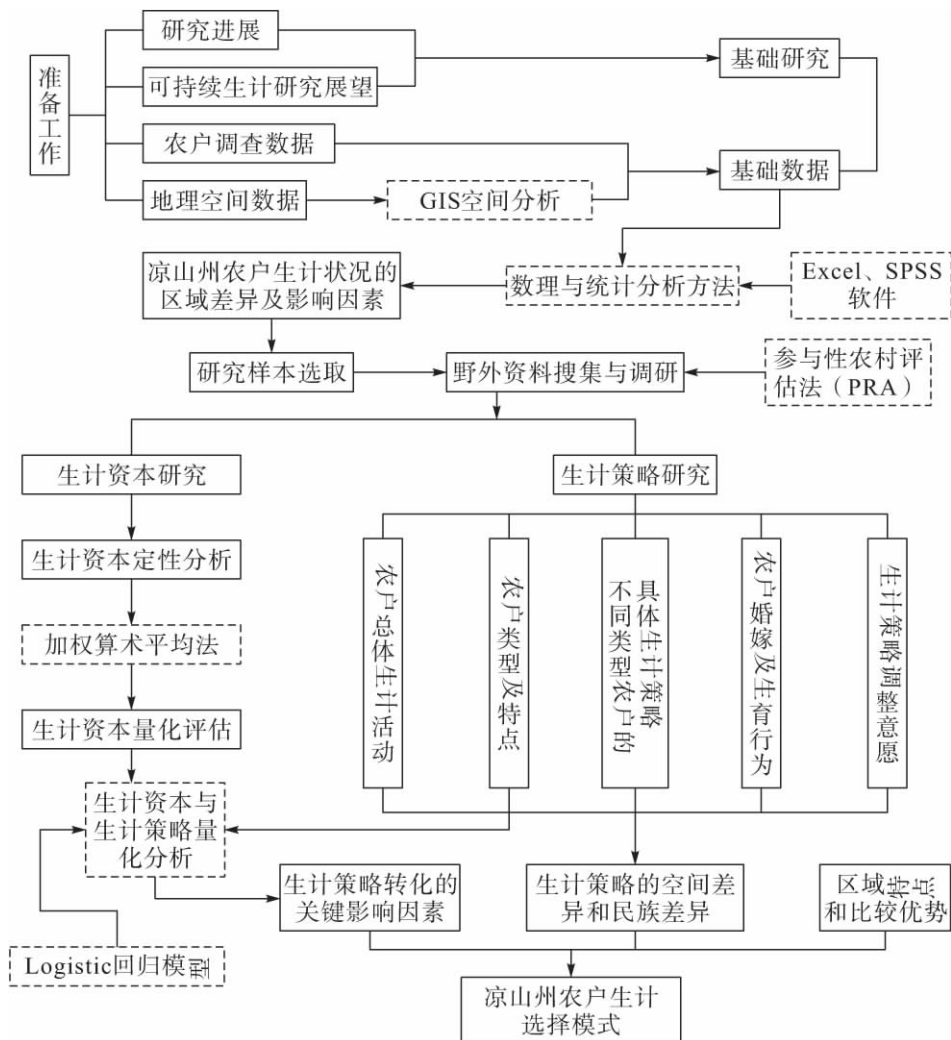 准备工作
研究进展
可持续生计研究展望
农户调查数据
地理空间数据
GIS空间分析
基础研究
基础数据
凉山州农户生计状况的
区域差异及影响因素
数理与统计分析方法
Excel、SPSS
软件
研究样本选取
野外资料搜集与调研
参与性农村评
估法（PRA）
生计资本研究
生计策略研究
生计资本定性分析
加权算术平均法
生计资本量化评估
生计资本与
生计策略量
化分析
农户总体生计活动
农户类型及特点
不同类型农户的
具体生计策略
农户婚嫁及生育行为
生计策略调整意愿
生计策略转化的
关键影响因素
生计策略的空间差
异和民族差异
区域特点
和比较优势
Logistic回归模型
凉山州农户生计
选择模式